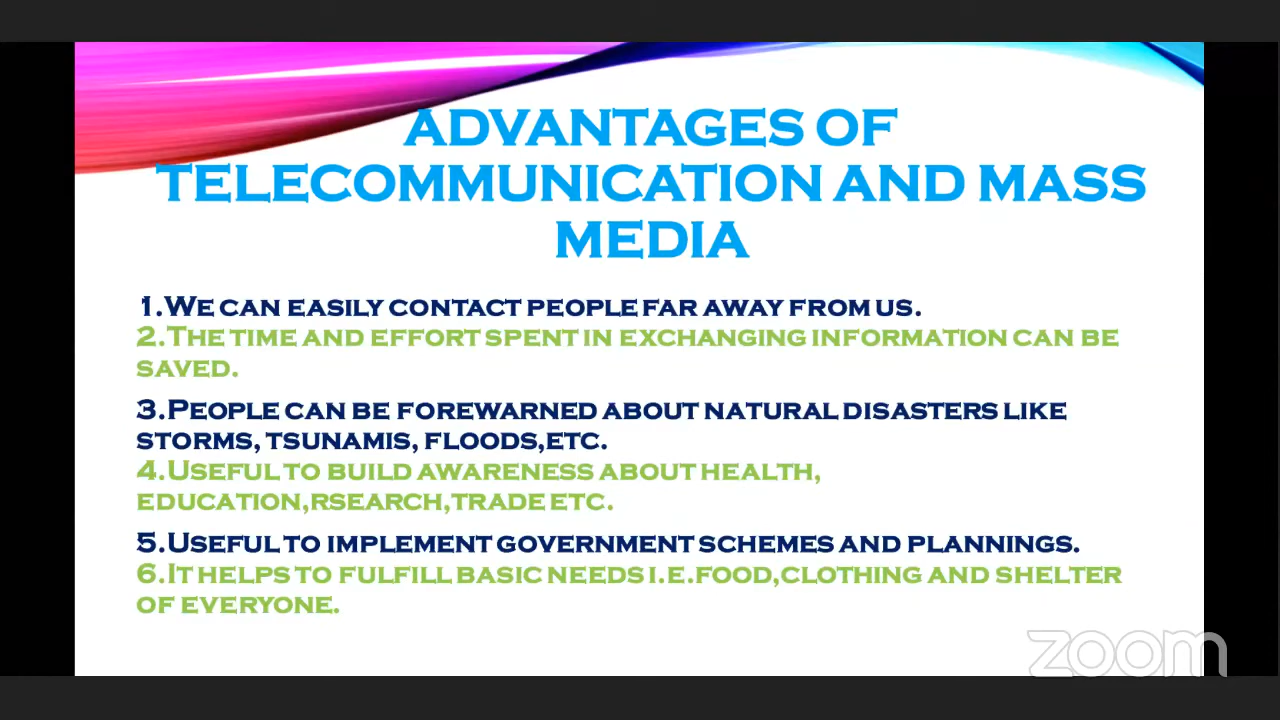 ADVANTAGES OF
TELECOMMUNICATION AND MASS
MEDIA
1.WE CAN EASILY CONTACT PEOPLE FAR AWAY FROM US.
2.THE TIME AND EFFORT SPENT IN EXCHANGING INFORMATION CAN BE
SAVED.
3.PEOPLE CAN BE FOREWARNED ABOUT NATURAL DISASTERS LIKE
STORMS, TSUNAMIS, FLOODS,ETC.
4.USEFUL TO BUILD AWARENESS ABOUT HEALTH,
EDUCATION,RSEARCH,TRADE ETC.
5.USEFUL TO IMPLEMENT GOVERNMENT SCHEMES AND PLANNINGS.
6.IT HELPS TO FULFILL BASIC NEEDS I.E.FOOD,CLOTHING AND SHELTER
OF EVERYONE.
zoom